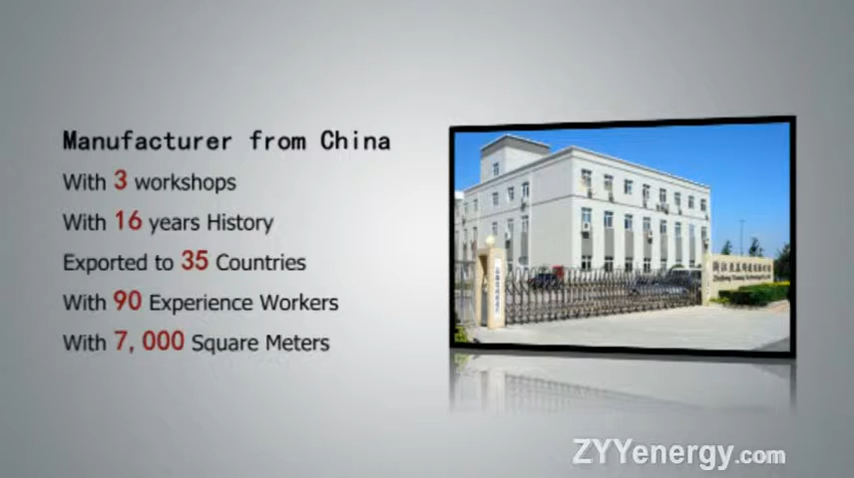 Manufacturer from China
With 3 workshops
With 16 years History
Exported to 35 Countries
With 90 Experience Workers
With 7, 000 Square Meters
ZYYenergy.com